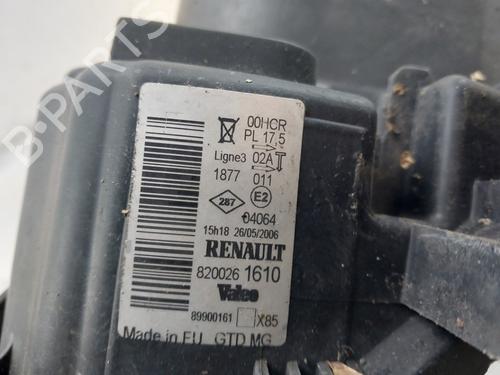 00HCR
PL 17,5
Ligne3 02A
1877 011
287 E2
04064
15h18 26/05/2006
RENAULT
820026 1610
Valeo
89900161 X85
Made in EU GTD MG
B-PARTS